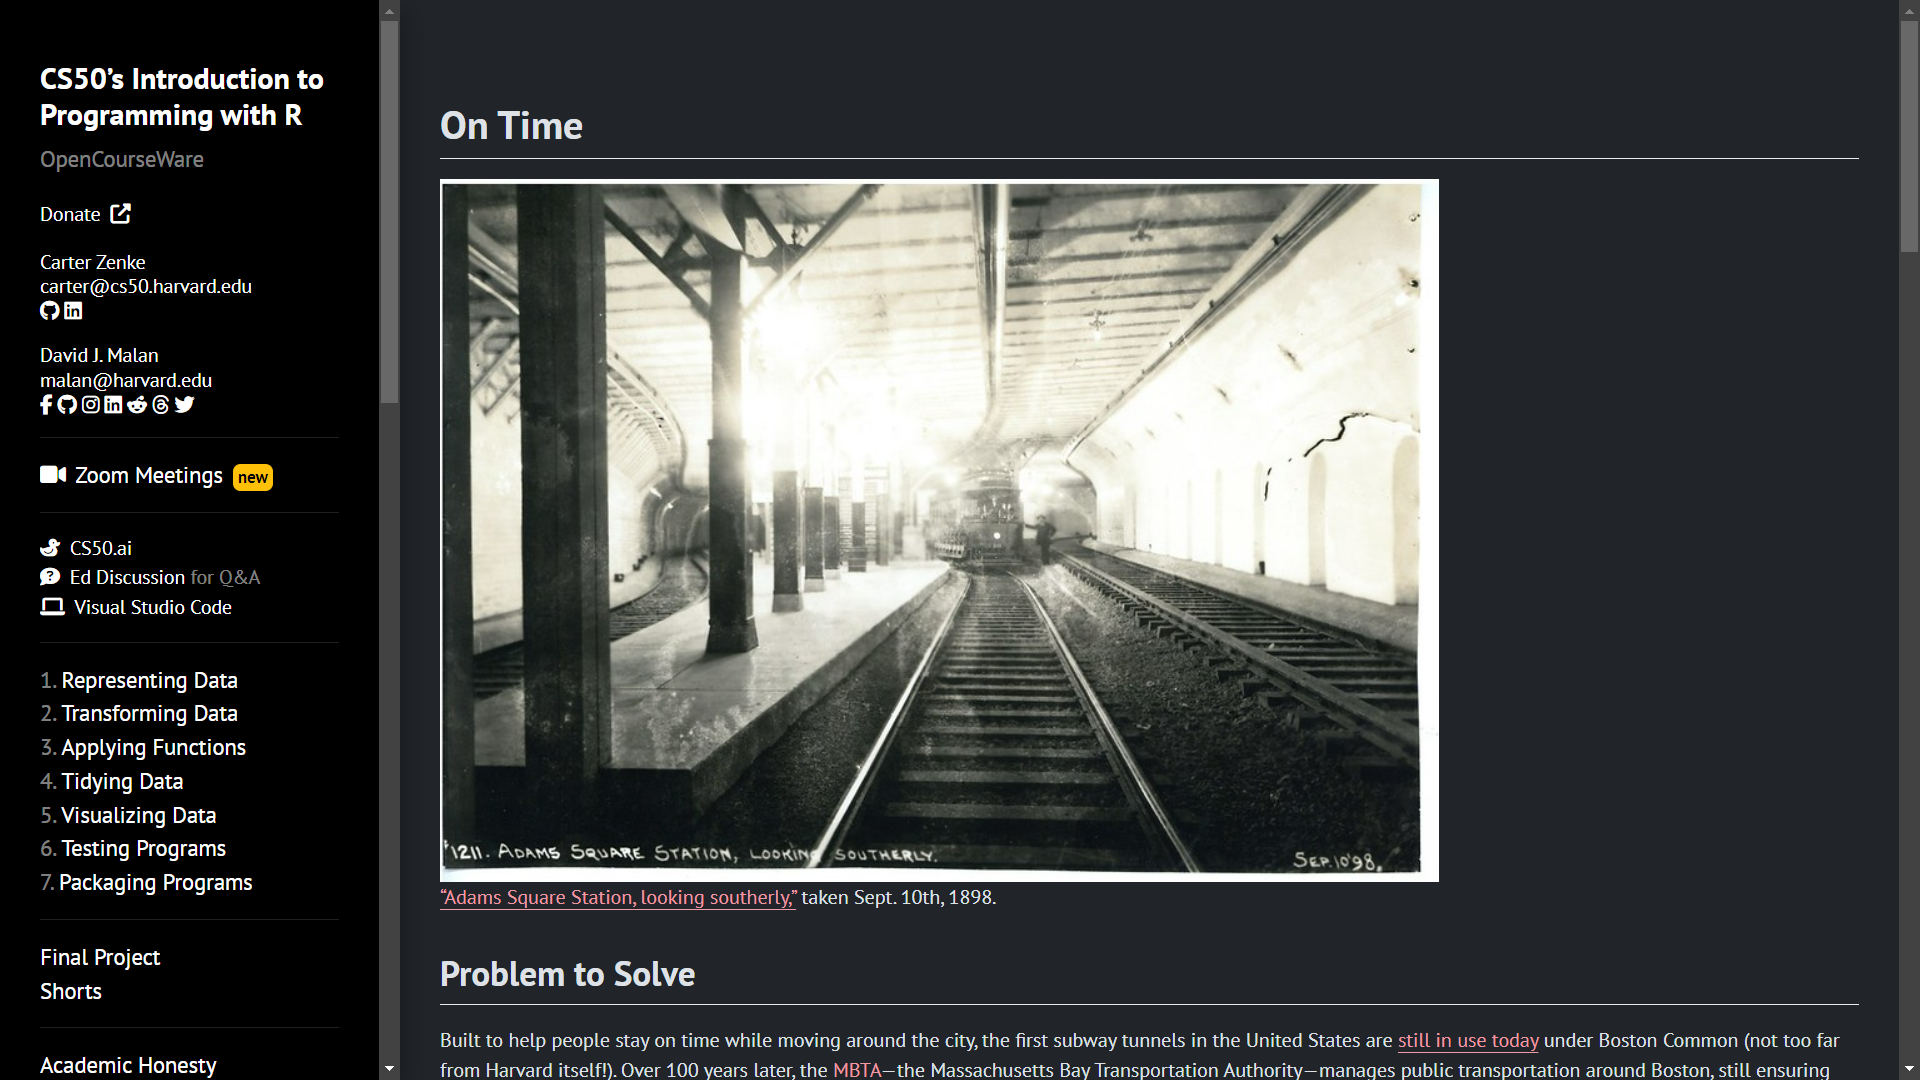 CS50’s Introduction to
Programming with R
OpenCourseWare
Donate
Carter Zenke
carter@cs50.harvard.edu
David J. Malan
malan@harvard.edu
Zoom Meetings new
CS50.ai
Ed Discussion for Q&A
Visual Studio Code
1. Representing Data
2. Transforming Data
3. Applying Functions
4. Tidying Data
5. Visualizing Data
6. Testing Programs
7. Packaging Programs
Final Project
Shorts
Academic Honesty
On Time
#1211. ADAMS SQUARE STATION, LOOKING SOUTHERLY.
SEP.10'98.
“Adams Square Station, looking southerly,” taken Sept. 10th, 1898.
Problem to Solve
Built to help people stay on time while moving around the city, the first subway tunnels in the United States are still in use today under Boston Common (not too far
from Harvard itself!). Over 100 years later, the MBTA—the Massachusetts Bay Transportation Authority—manages public transportation around Boston, still ensuring